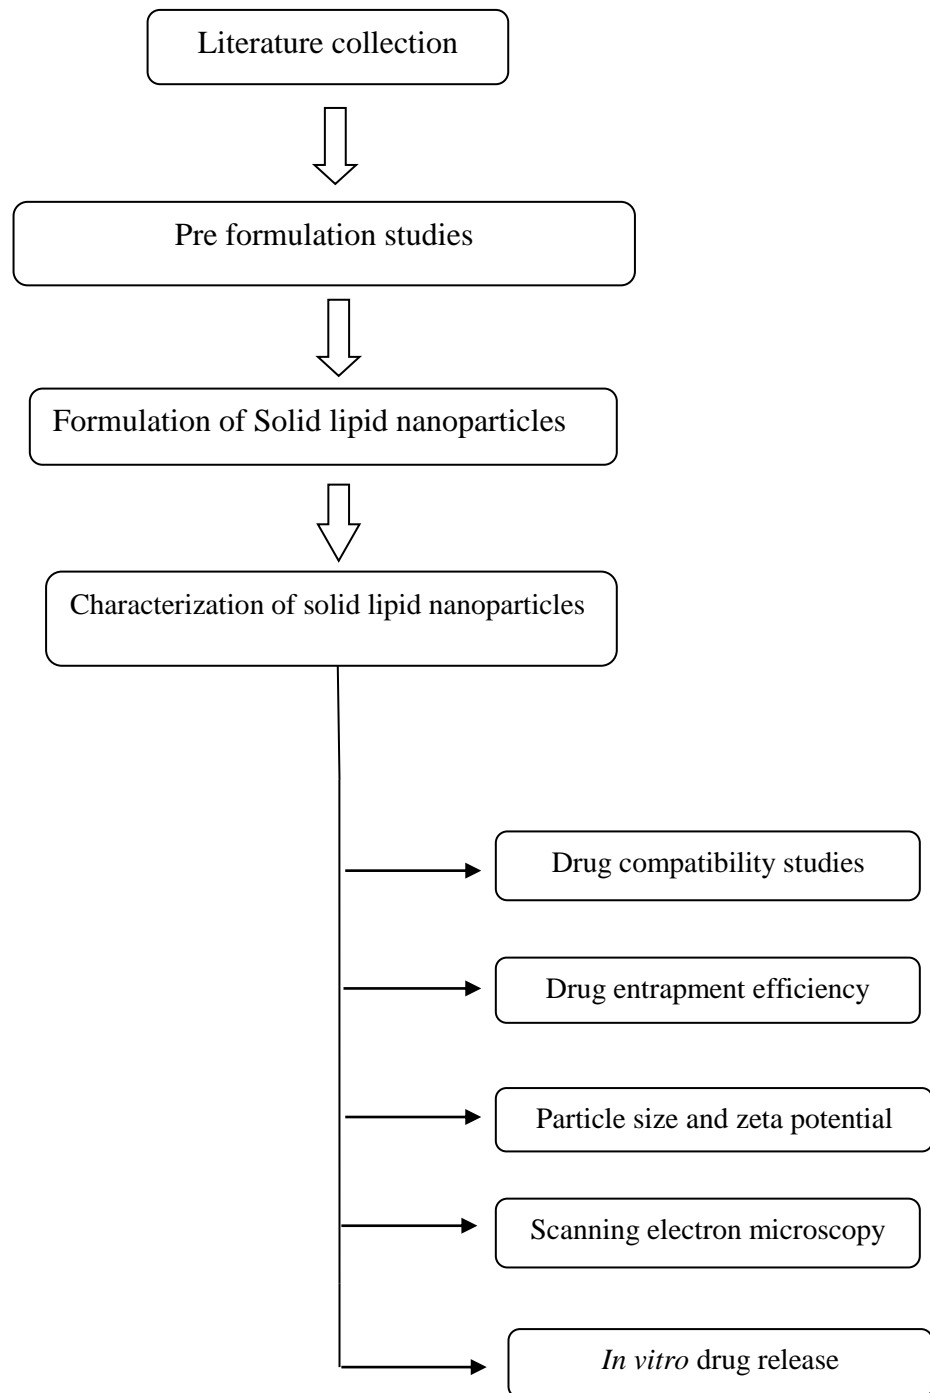 Literature collection
Pre formulation studies
Formulation of Solid lipid nanoparticles
Characterization of solid lipid nanoparticles
Drug compatibility studies
Drug entrapment efficiency
Particle size and zeta potential
Scanning electron microscopy
In vitro drug release